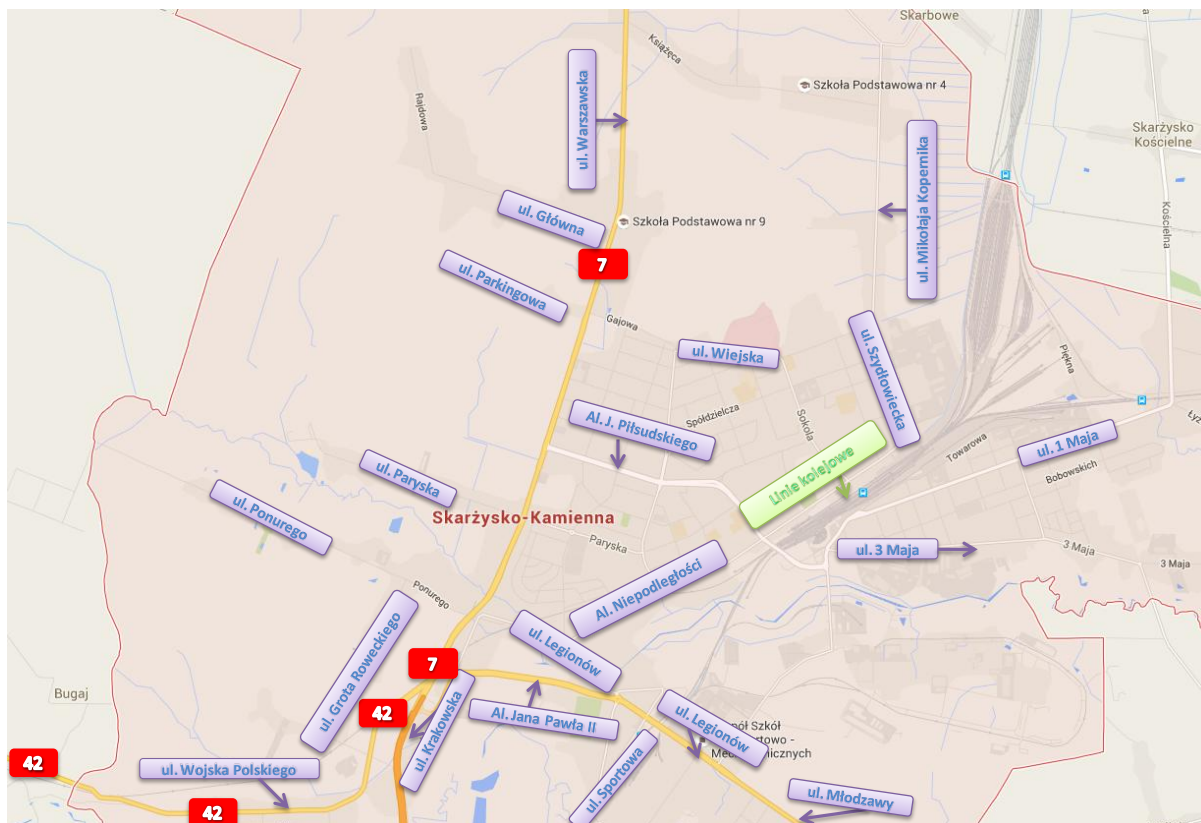 Skarbowe
Książęca
Szkoła Podstawowa nr 4
Rajdowa
ul. Warszawska
Skarżysko
Kościelne
ul. Mikołaja Kopernika
ul. Główna
Szkoła Podstawowa nr 9
Kościelna
7
ul. Parkingowa
Gajowa
ul. Wiejska
ul. Szydłowiecka
Piękna
Al. J. Piłsudskiego
Spółdzielcza
Sokola
Towarowa
ul. 1 Maja
Bobowskich
Linie kolejowe
ul. Paryska
ul. Ponurego
Skarżysko-Kamienna
Paryska
ul. 3 Maja
3 Maja
3 Maja
Al. Niepodległości
Ponurego
ul. Grota Roweckiego
ul. Legionów
7
Bugaj
42
ul. Krakowska
Al. Jana Pawła II
ul. Legionów
42
ul. Wojska Polskiego
ul. Sportowa
ul. Młodzawy
42